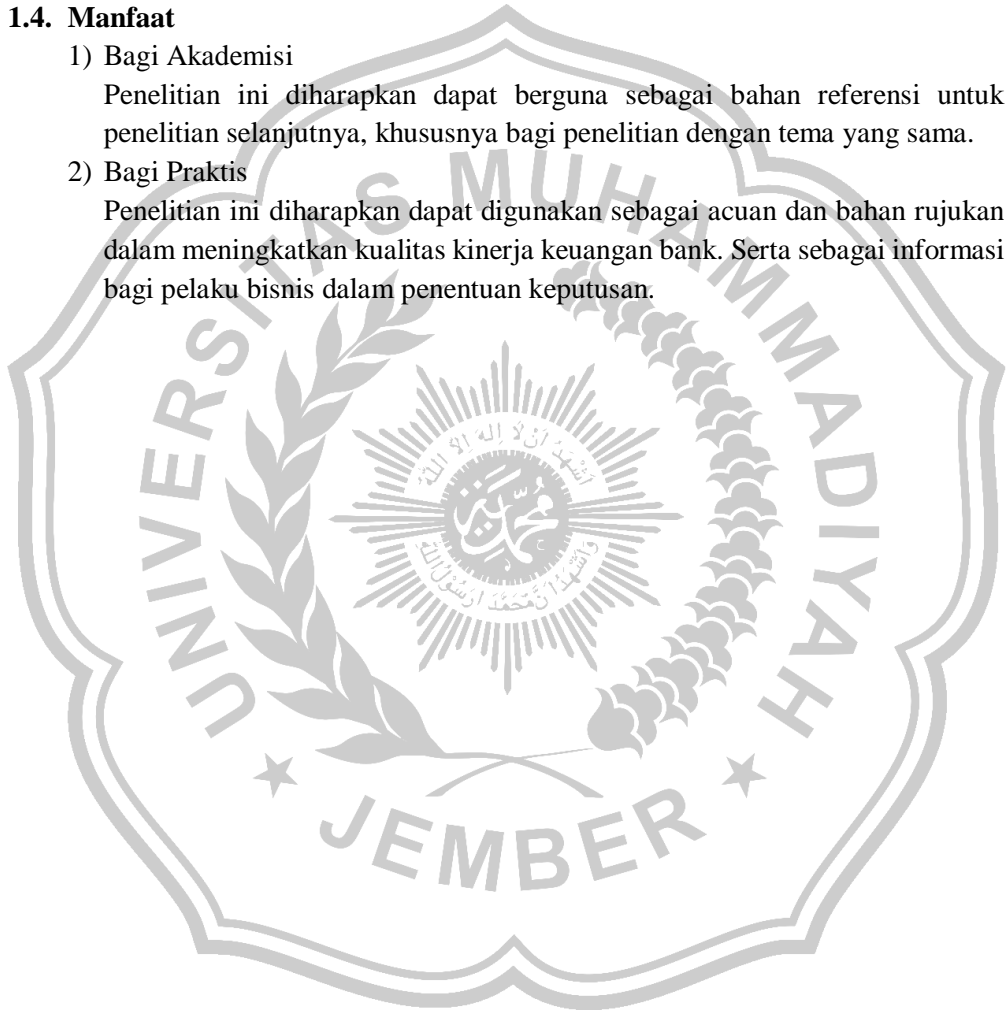 1.4. Manfaat
1) Bagi Akademisi
Penelitian ini diharapkan dapat berguna sebagai bahan referensi untuk
penelitian selanjutnya, khususnya bagi penelitian dengan tema yang sama.
2) Bagi Praktis
Penelitian ini diharapkan dapat digunakan sebagai acuan dan bahan rujukan
dalam meningkatkan kualitas kinerja keuangan bank. Serta sebagai informasi
bagi pelaku bisnis dalam penentuan keputusan.
UNIVERSITAS MUHAMMADIYAH
JEMBER